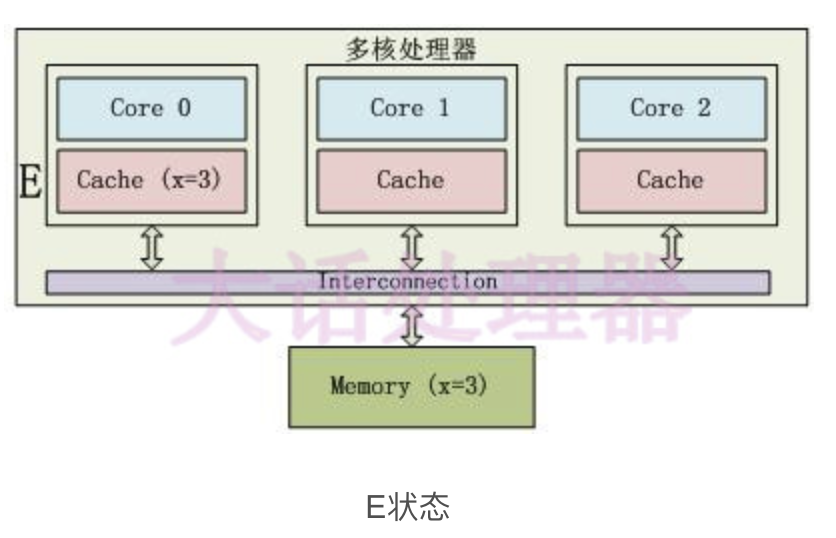 多核处理器
Core 0
Core 1
Core 2
E
Cache (x=3)
Cache
Cache
大话处理器
Interconnection
Memory (x=3)
E状态